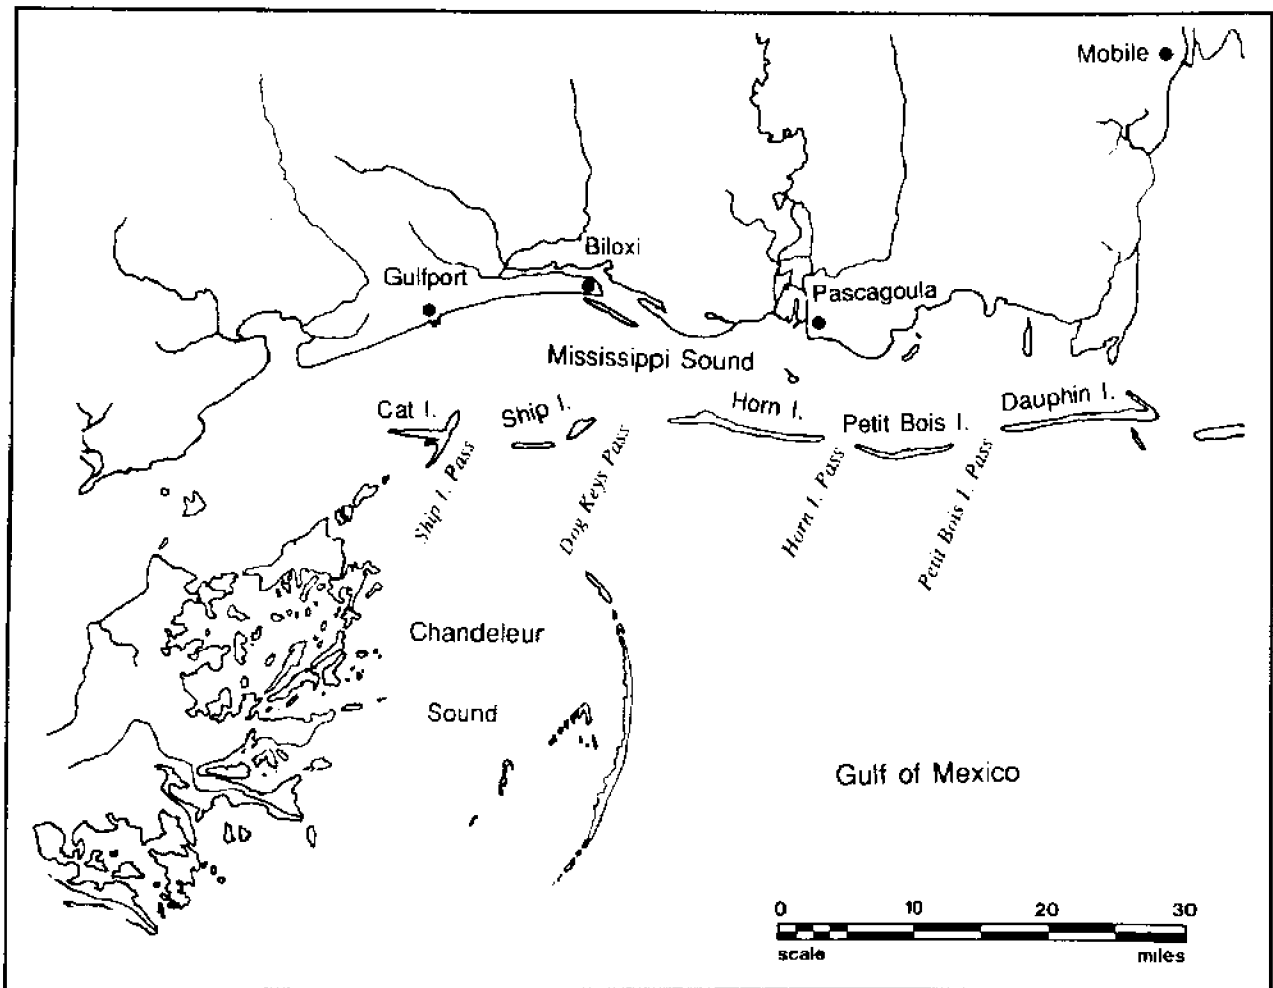 Mobile
Biloxi
Gulfport
Pascagoula
Mississippi Sound
Cat I.
Ship I.
Horn I.
Petit Bois I.
Dauphin I.
Ship I. Pass
Dog Keys Pass
Horn I. Pass
Petit Bois I. Pass
Chandeleur
Sound
Gulf of Mexico
0 10 20 30
scale miles